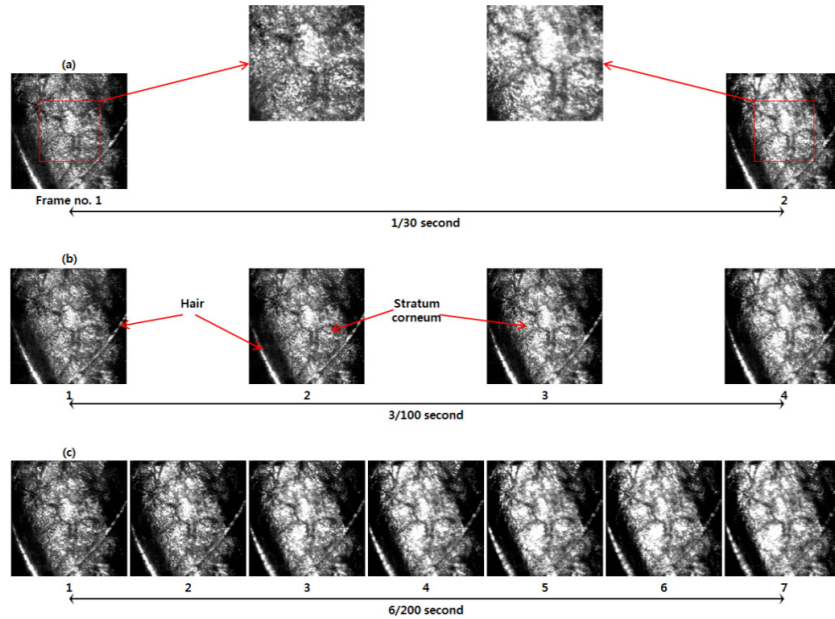 (a)
Frame no. 1
2
1/30 second
(b)
Hair
Stratum
corneum
1
2
3
4
3/100 second
(c)
1
2
3
4
5
6
7
6/200 second